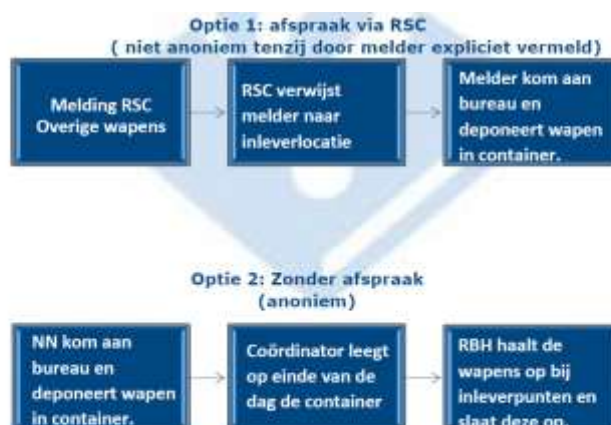 Optie 1: afspraak via RSC
( niet anoniem tenzij door melder expliciet vermeld)
Melding RSC
Overige wapens
RSC verwijst
melder naar
inleverlocatie
Melder kom aan
bureau en
deponeert wapen
in container.
Optie 2: Zonder afspraak
(anoniem)
NN kom aan
bureau en
deponeert wapen
in container.
Coördinator leegt
op einde van de
dag de container
RBH haalt de
wapens op bij
inleverpunten en
slaat deze op.